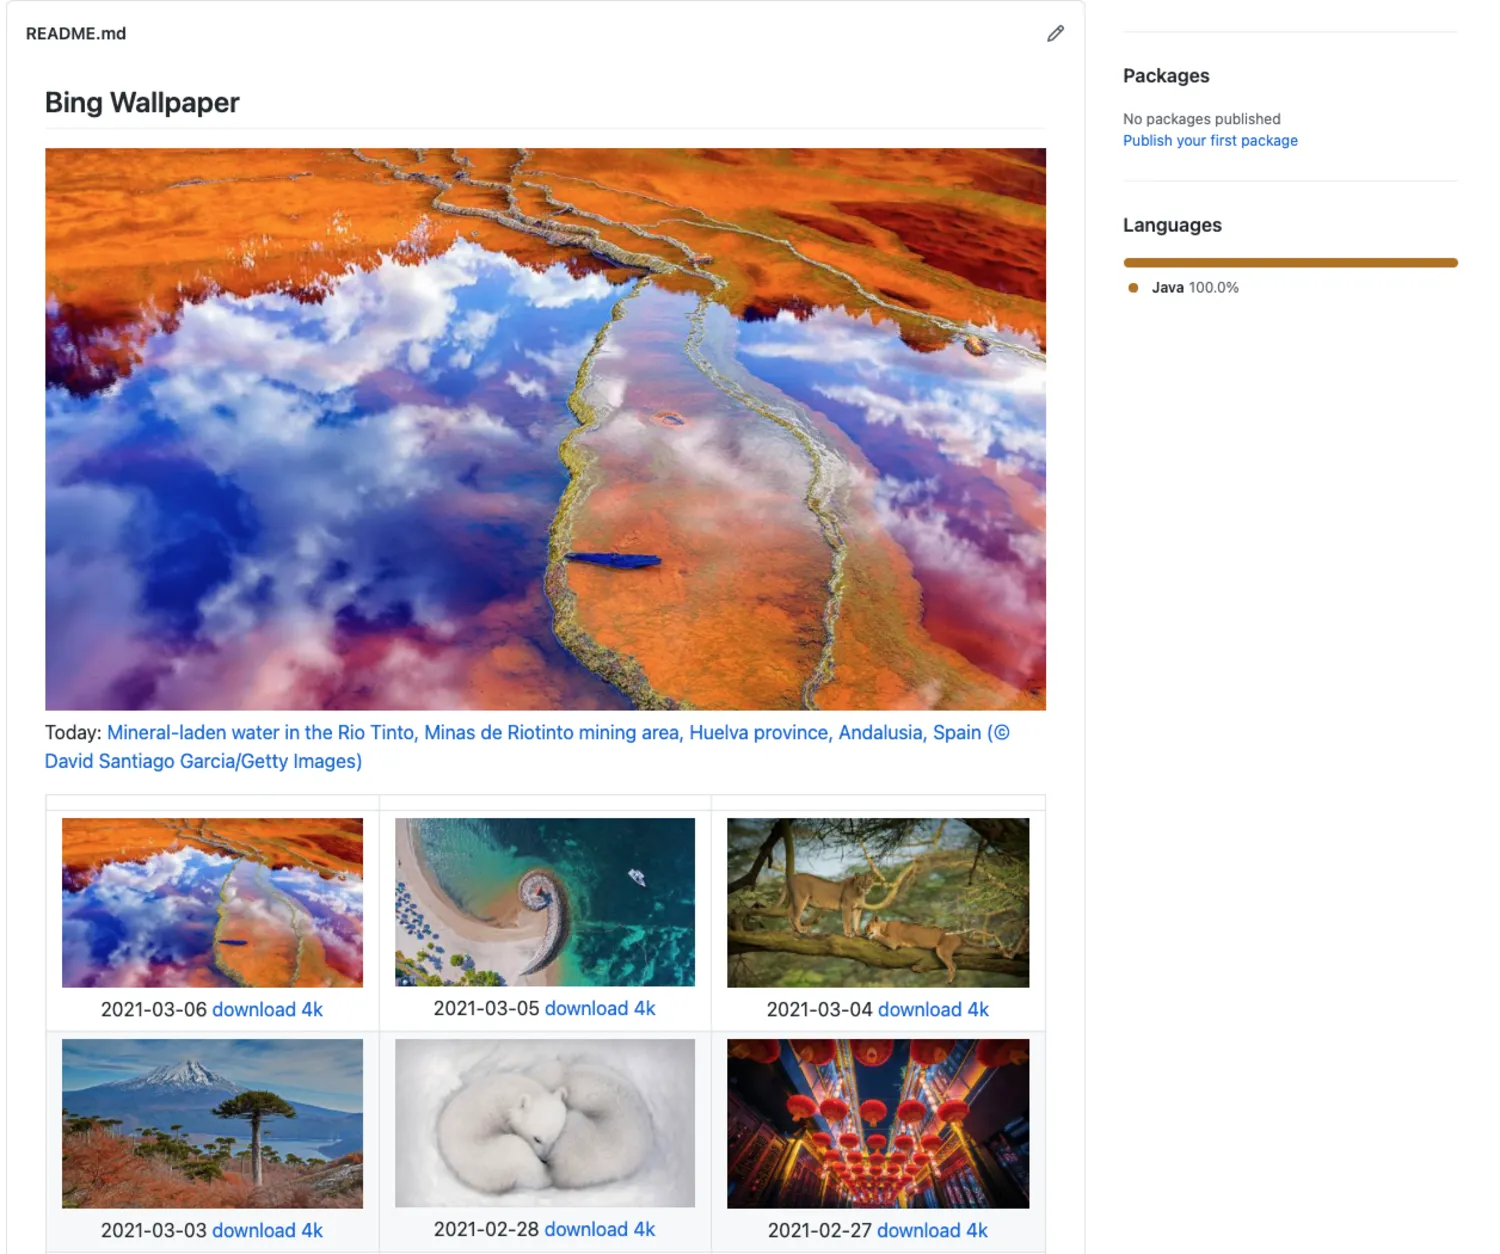 README.md
Bing Wallpaper
Today: Mineral-laden water in the Rio Tinto, Minas de Riotinto mining area, Huelva province, Andalusia, Spain (©
David Santiago Garcia/Getty Images)
2021-03-06 download 4k
2021-03-05 download 4k
2021-03-04 download 4k
2021-03-03 download 4k
2021-02-28 download 4k
2021-02-27 download 4k
Packages
No packages published
Publish your first package
Languages
Java 100.0%